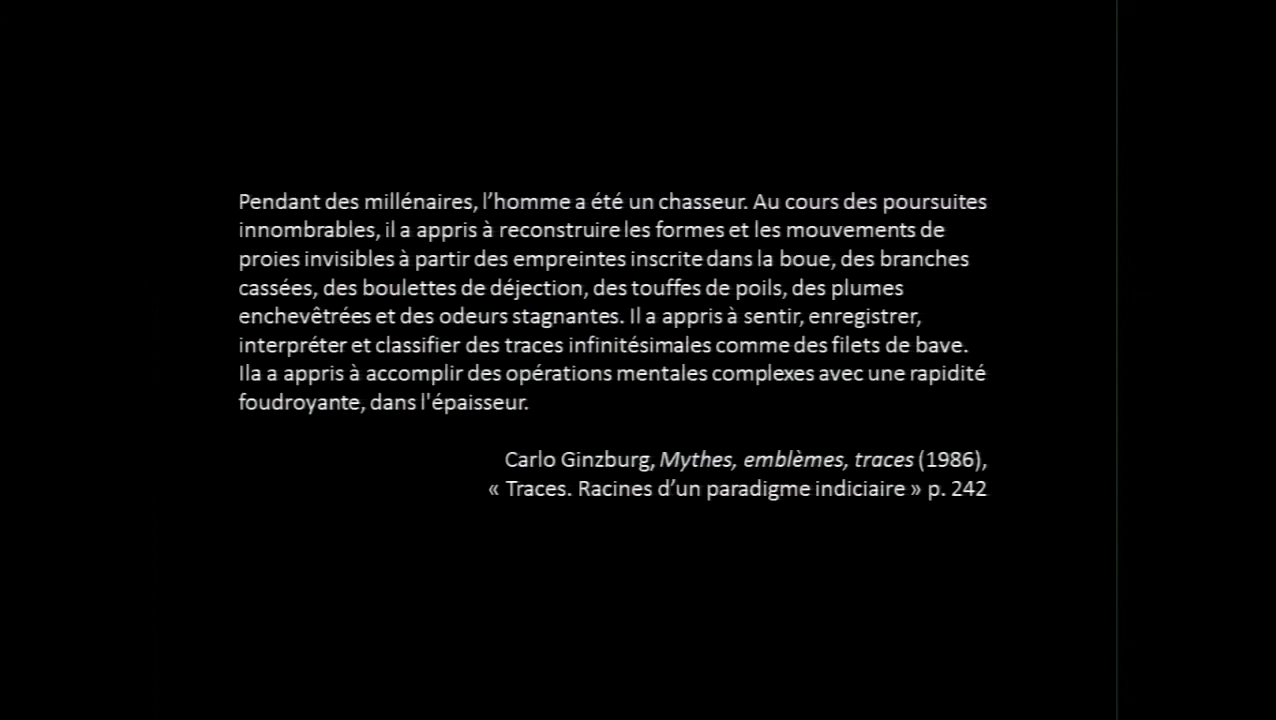 Pendant des millénaires, l’homme a été un chasseur. Au cours des poursuites
innombrables, il a appris à reconstruire les formes et les mouvements de
proies invisibles à partir des empreintes inscrite dans la boue, des branches
cassées, des boulettes de déjection, des touffes de poils, des plumes
enchevêtrées et des odeurs stagnantes. Il a appris à sentir, enregistrer,
interpréter et classifier des traces infinitésimales comme des filets de bave.
Ila a appris à accomplir des opérations mentales complexes avec une rapidité
foudroyante, dans l'épaisseur.
Carlo Ginzburg, Mythes, emblèmes, traces (1986),
« Traces. Racines d’un paradigme indiciaire » p. 242